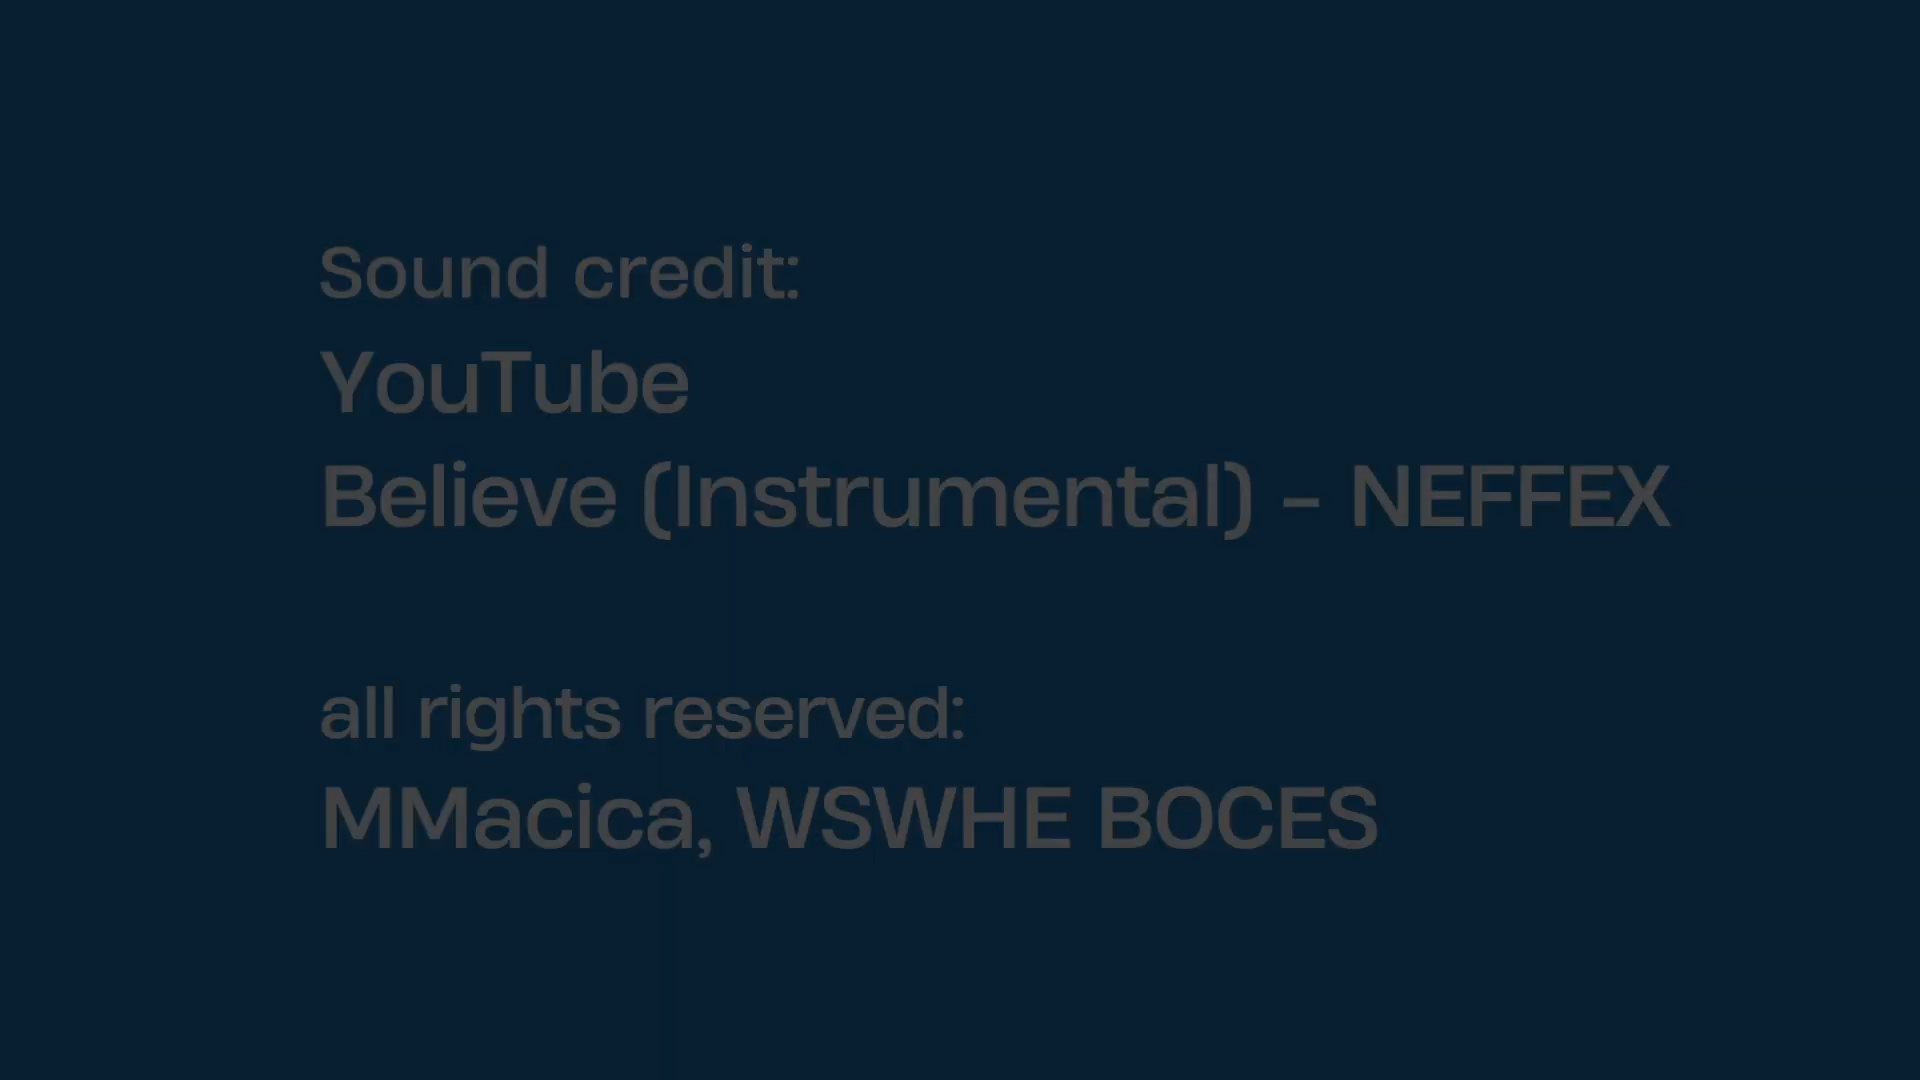 Sound credit:
YouTube
Believe (Instrumental) - NEFFEX
all rights reserved:
MMacica, WSWHE BOCES